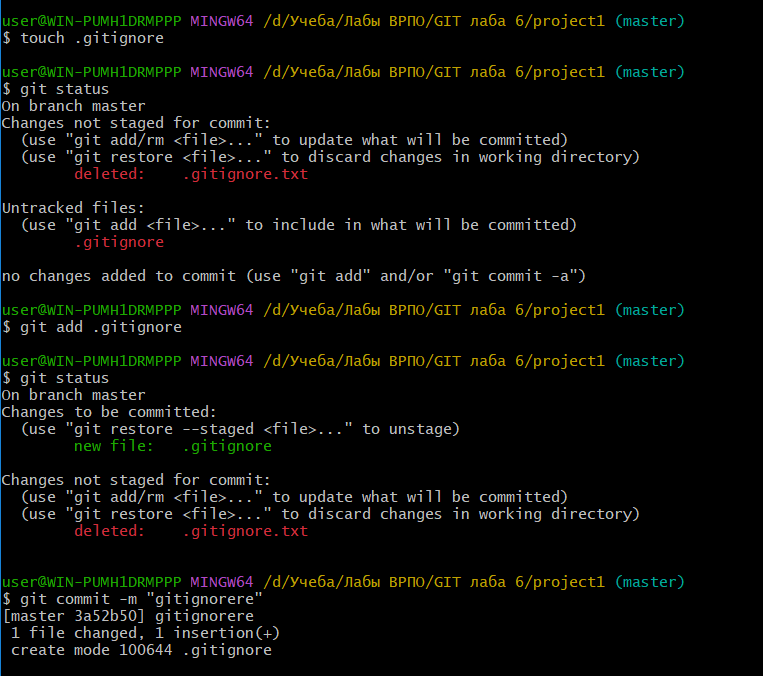 user@WIN-PUMH1DRMPPP MINGW64 /d/Учеба/Лабы ВРПО/GIT лаба 6/project1 (master)
$ touch .gitignore
user@WIN-PUMH1DRMPPP MINGW64 /d/Учеба/Лабы ВРПО/GIT лаба 6/project1 (master)
$ git status
On branch master
Changes not staged for commit:
  (use "git add/rm <file>..." to update what will be committed)
  (use "git restore <file>..." to discard changes in working directory)
        deleted:    .gitignore.txt
Untracked files:
  (use "git add <file>..." to include in what will be committed)
        .gitignore
no changes added to commit (use "git add" and/or "git commit -a")
user@WIN-PUMH1DRMPPP MINGW64 /d/Учеба/Лабы ВРПО/GIT лаба 6/project1 (master)
$ git add .gitignore
user@WIN-PUMH1DRMPPP MINGW64 /d/Учеба/Лабы ВРПО/GIT лаба 6/project1 (master)
$ git status
On branch master
Changes to be committed:
  (use "git restore --staged <file>..." to unstage)
        new file:   .gitignore
Changes not staged for commit:
  (use "git add/rm <file>..." to update what will be committed)
  (use "git restore <file>..." to discard changes in working directory)
        deleted:    .gitignore.txt
user@WIN-PUMH1DRMPPP MINGW64 /d/Учеба/Лабы ВРПО/GIT лаба 6/project1 (master)
$ git commit -m "gitignorere"
[master 3a52b50] gitignorere
 1 file changed, 1 insertion(+)
 create mode 100644 .gitignore